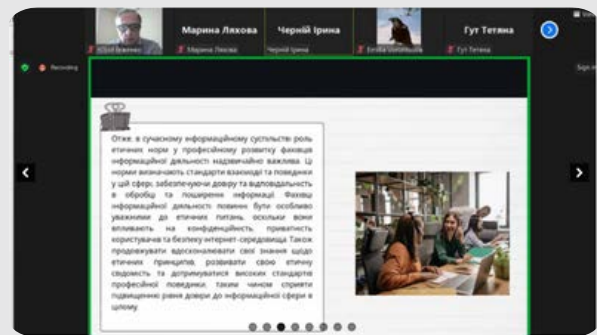 Марина Ляхова
Черній Ірина
Гут Тетяна
Марина Ляхова
Черній Ірина
Гут Тетяна
Recording
Отже, в сучасному інформаційному суспільстві роль
етичних норм у професійному розвитку фахівців
інформаційної діяльності надзвичайно важлива. Ці
норми визначають стандарти взаємодії та поведінки
у цій сфері, забезпечуючи довіру та відповідальність
в обробці та поширенні інформації. Фахівці
інформаційної діяльності повинні бути особливо
уважними до етичних питань, оскільки вони
впливають на конфіденційність, приватність
користувачів та безпеку інтернет-середовища. Також
продовжувати вдосконалювати свої знання щодо
етичних принципів, розвивати свою етичну
свідомість та дотримуватися високих стандартів
професійної поведінки, таким чином сприяти
підвищенню рівня довіри до інформаційної сфери в
цілому.